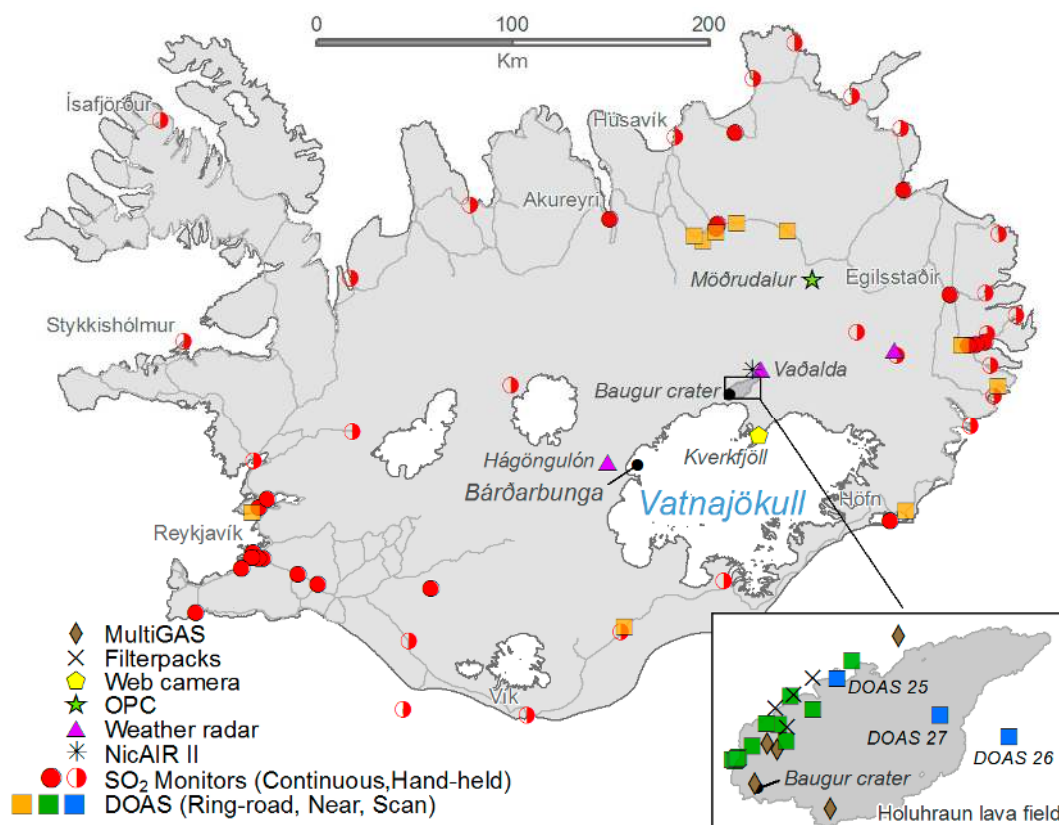 0 100 200
Km
Ísafjörður
Húsavík
Akureyri
Möðrudalur
Egilsstaðir
Stykkishólmur
Vaðalda
Baugur crater
Kverkfjöll
Hágöngulón
Bárðarbunga
Vatnajökull
Höfn
Reykjavík
Vík
MultiGAS
Filterpacks
Web camera
OPC
Weather radar
NicAIR II
SO₂ Monitors (Continuous,Hand-held)
DOAS (Ring-road, Near, Scan)
DOAS 25
DOAS 27
DOAS 26
Baugur crater
Holuhraun lava field